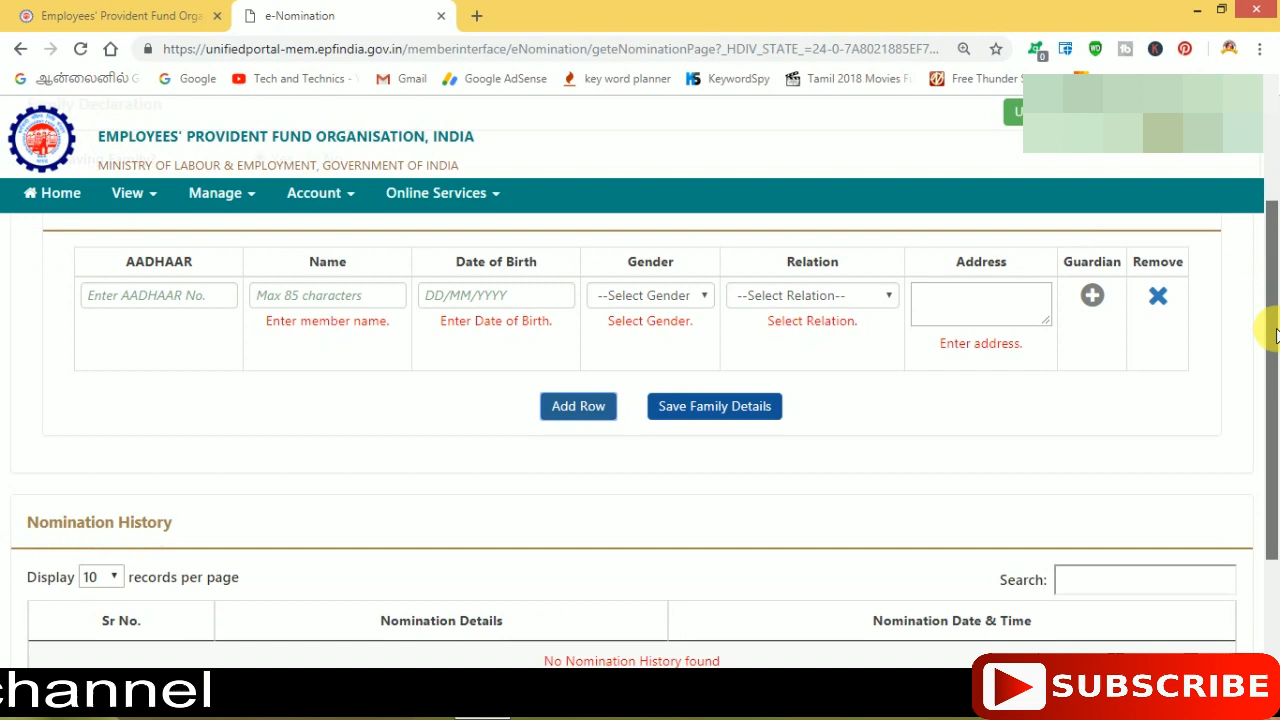 Employees' Provident Fund Orga
e-Nomination
https://unifiedportal-mem.epfindia.gov.in/memberinterface/eNomination/geteNominationPage?_HDIV_STATE_=24-0-7A8021885EF7...
0
ஆன்லைனில் G
Google
Tech and Technics -
Gmail
Google AdSense
key word planner
KeywordSpy
Tamil 2018 Movies Fu
Free Thunder S
Family Declaration
U
EMPLOYEES' PROVIDENT FUND ORGANISATION, INDIA
MINISTRY OF LABOUR & EMPLOYMENT, GOVERNMENT OF INDIA
Home View Manage Account Online Services
AADHAAR Name Date of Birth Gender Relation Address Guardian Remove
Enter AADHAAR No. Max 85 characters DD/MM/YYYY --Select Gender --Select Relation--
Enter member name. Enter Date of Birth. Select Gender. Select Relation.
Enter address.
Add Row Save Family Details
Nomination History
Display 10 records per page Search:
Sr No. Nomination Details Nomination Date & Time
No Nomination History found
channel
SUBSCRIBE